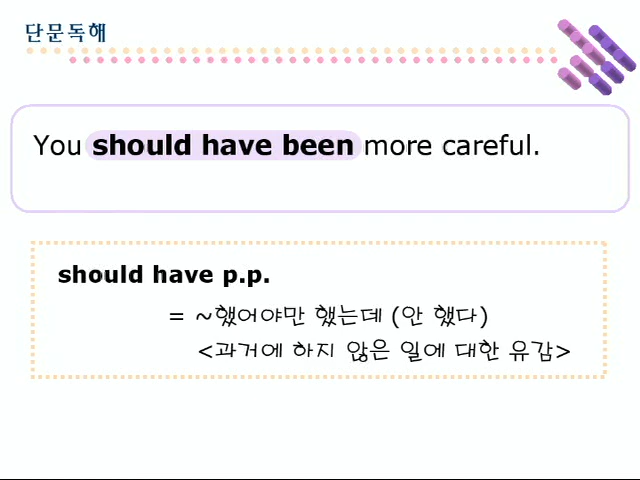 단문독해
You should have been more careful.
should have p.p.
= ~했어야만 했는데 (안 했다)
<과거에 하지 않은 일에 대한 유감>